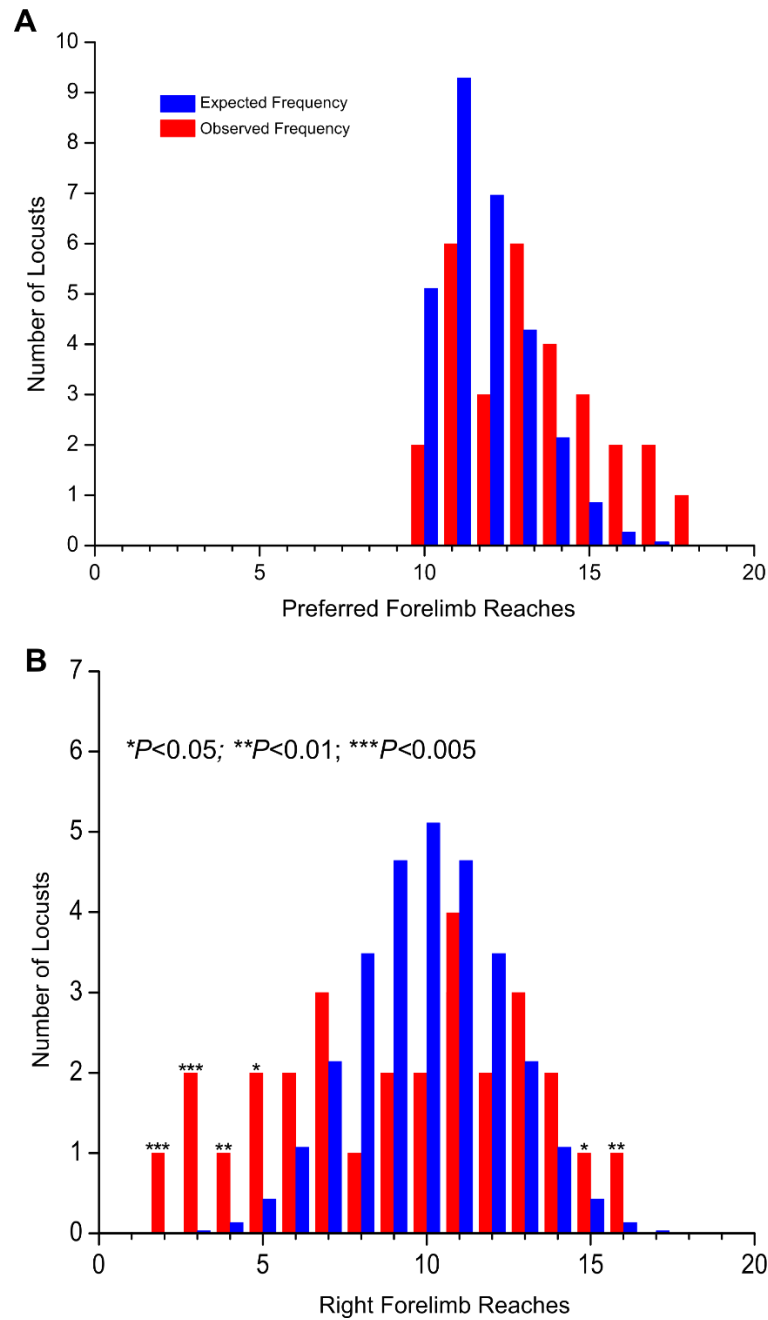 A
10
9
8
7
6
5
4
3
2
1
0
Number of Locusts
Expected Frequency
Observed Frequency
0 5 10 15 20
Preferred Forelimb Reaches
B
7
6
5
4
3
2
1
0
Number of Locusts
*P<0.05; **P<0.01; ***P<0.005
*** *** ** * * **
0 5 10 15 20
Right Forelimb Reaches